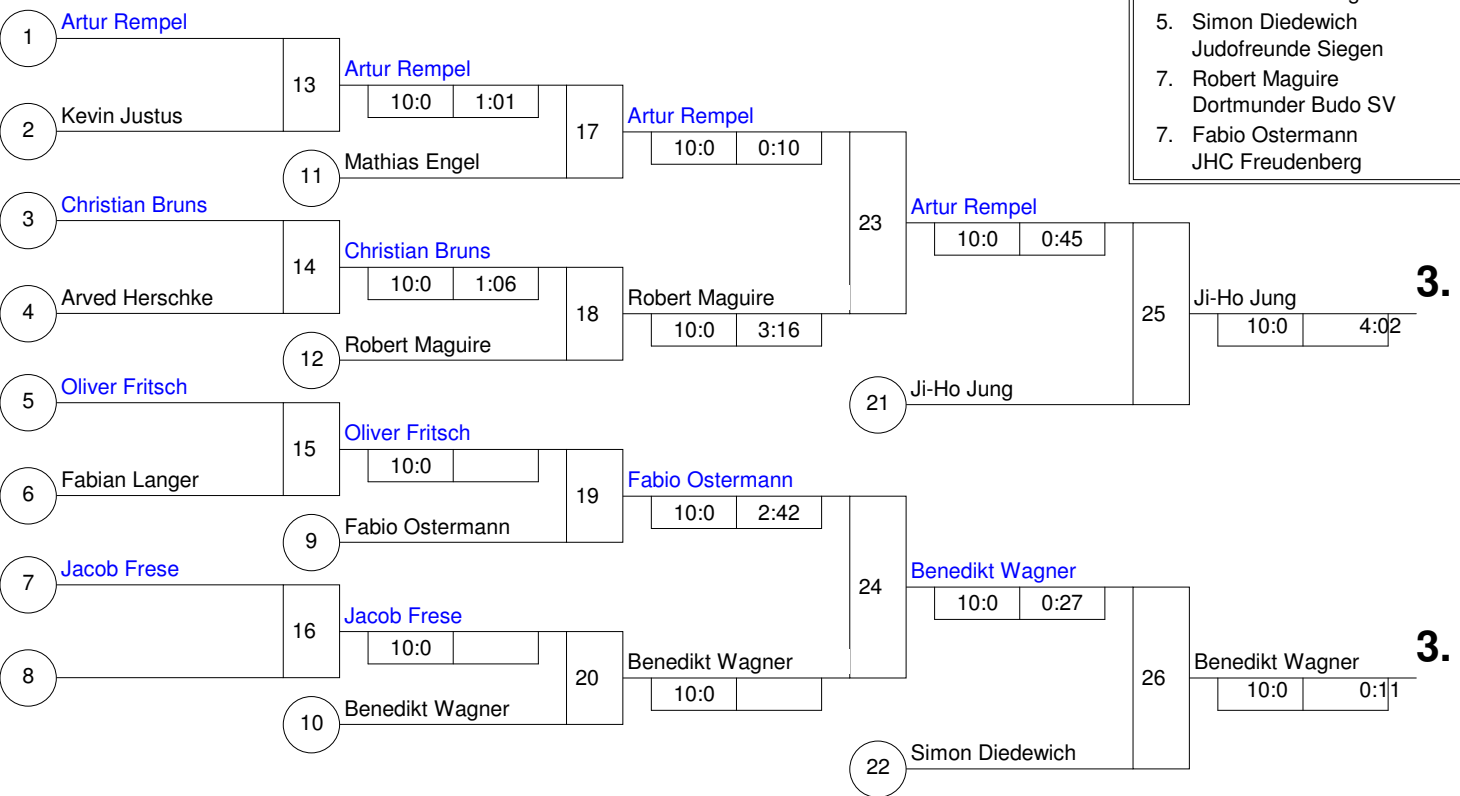 5. Simon Diedewich
Judofreunde Siegen
7. Robert Maguire
Dortmunder Budo SV
7. Fabio Ostermann
JHC Freudenberg
1 Artur Rempel
2 Kevin Justus
13
Artur Rempel
10:0 1:01
11 Mathias Engel
17
Artur Rempel
10:0 0:10
3 Christian Bruns
4 Arved Herschke
14
Christian Bruns
10:0 1:06
12 Robert Maguire
18
Robert Maguire
10:0 3:16
23
Artur Rempel
10:0 0:45
21 Ji-Ho Jung
25
Ji-Ho Jung
10:0 4:02
3.
5 Oliver Fritsch
6 Fabian Langer
15
Oliver Fritsch
10:0
9 Fabio Ostermann
19
Fabio Ostermann
10:0 2:42
7 Jacob Frese
8
16
Jacob Frese
10:0
10 Benedikt Wagner
20
Benedikt Wagner
10:0
24
Benedikt Wagner
10:0 0:27
22 Simon Diedewich
26
Benedikt Wagner
10:0 0:11
3.